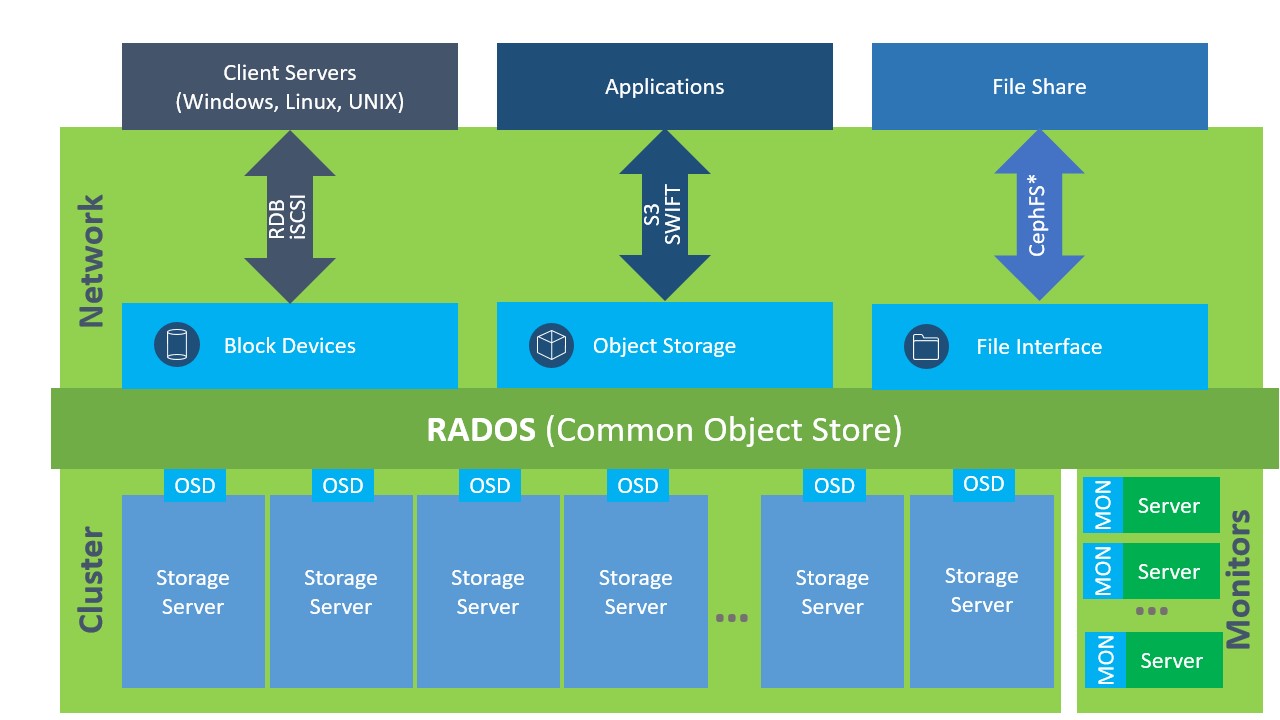 Client Servers
(Windows, Linux, UNIX)
Applications
File Share
Network
RDB
iSCSI
S3
SWIFT
CephFS*
Block Devices
Object Storage
File Interface
RADOS (Common Object Store)
Cluster
OSD
OSD
OSD
OSD
OSD
OSD
Storage
Server
Storage
Server
Storage
Server
Storage
Server
...
Storage
Server
Storage
Server
MON
Server
MON
Server
...
MON
Server
Monitors